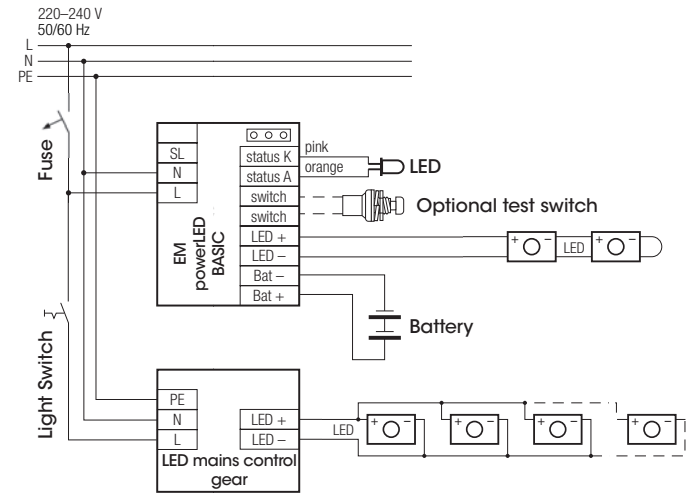 220–240 V
50/60 Hz
L
N
PE
Fuse
SL
N
L
EM
powerLED
BASIC
status K
status A
switch
switch
LED +
LED –
Bat –
Bat +
pink
orange
LED
Optional test switch
+ – LED + –
Battery
Light Switch
PE
N
L
LED +
LED –
LED mains control
gear
LED
+ – + – + – + –